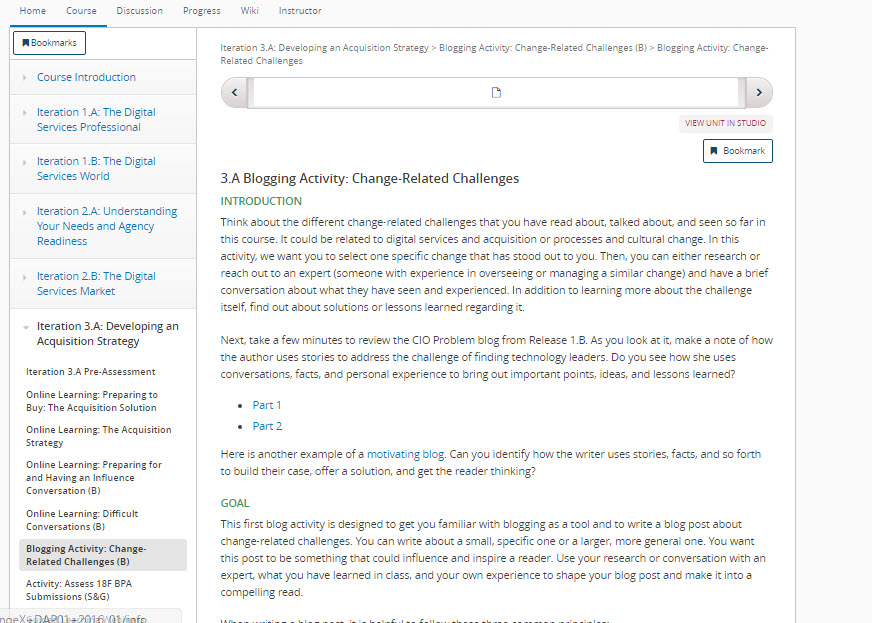 Home Course Discussion Progress Wiki Instructor
Bookmarks
Course Introduction
Iteration 1.A: The Digital
Services Professional
Iteration 1.B: The Digital
Services World
Iteration 2.A: Understanding
Your Needs and Agency
Readiness
Iteration 2.B: The Digital
Services Market
Iteration 3.A: Developing an
Acquisition Strategy
Iteration 3.A Pre-Assessment
Online Learning: Preparing to
Buy: The Acquisition Solution
Online Learning: The Acquisition
Strategy
Online Learning: Preparing for
and Having an Influence
Conversation (B)
Online Learning: Difficult
Conversations (B)
Blogging Activity: Change-
Related Challenges (B)
Activity: Assess 18F BPA
Submissions (S&G)
Iteration 3.A: Developing an Acquisition Strategy > Blogging Activity: Change-Related Challenges (B) > Blogging Activity: Change-
Related Challenges
VIEW UNIT IN STUDIO
Bookmark
3.A Blogging Activity: Change-Related Challenges
INTRODUCTION
Think about the different change-related challenges that you have read about, talked about, and seen so far in
this course. It could be related to digital services and acquisition or processes and cultural change. In this
activity, we want you to select one specific change that has stood out to you. Then, you can either research or
reach out to an expert (someone with experience in overseeing or managing a similar change) and have a brief
conversation about what they have seen and experienced. In addition to learning more about the challenge
itself, find out about solutions or lessons learned regarding it.
Next, take a few minutes to review the CIO Problem blog from Release 1.B. As you look at it, make a note of how
the author uses stories to address the challenge of finding technology leaders. Do you see how she uses
conversations, facts, and personal experience to bring out important points, ideas, and lessons learned?
• Part 1
• Part 2
Here is another example of a motivating blog. Can you identify how the writer uses stories, facts, and so forth
to build their case, offer a solution, and get the reader thinking?
GOAL
This first blog activity is designed to get you familiar with blogging as a tool and to write a blog post about
change-related challenges. You can write about a small, specific one or a larger, more general one. You want
this post to be something that could influence and inspire a reader. Use your research or conversation with an
expert, what you have learned in class, and your own experience to shape your blog post and make it into a
compelling read.
When writing a blog post, it is helpful to follow these three common principles: